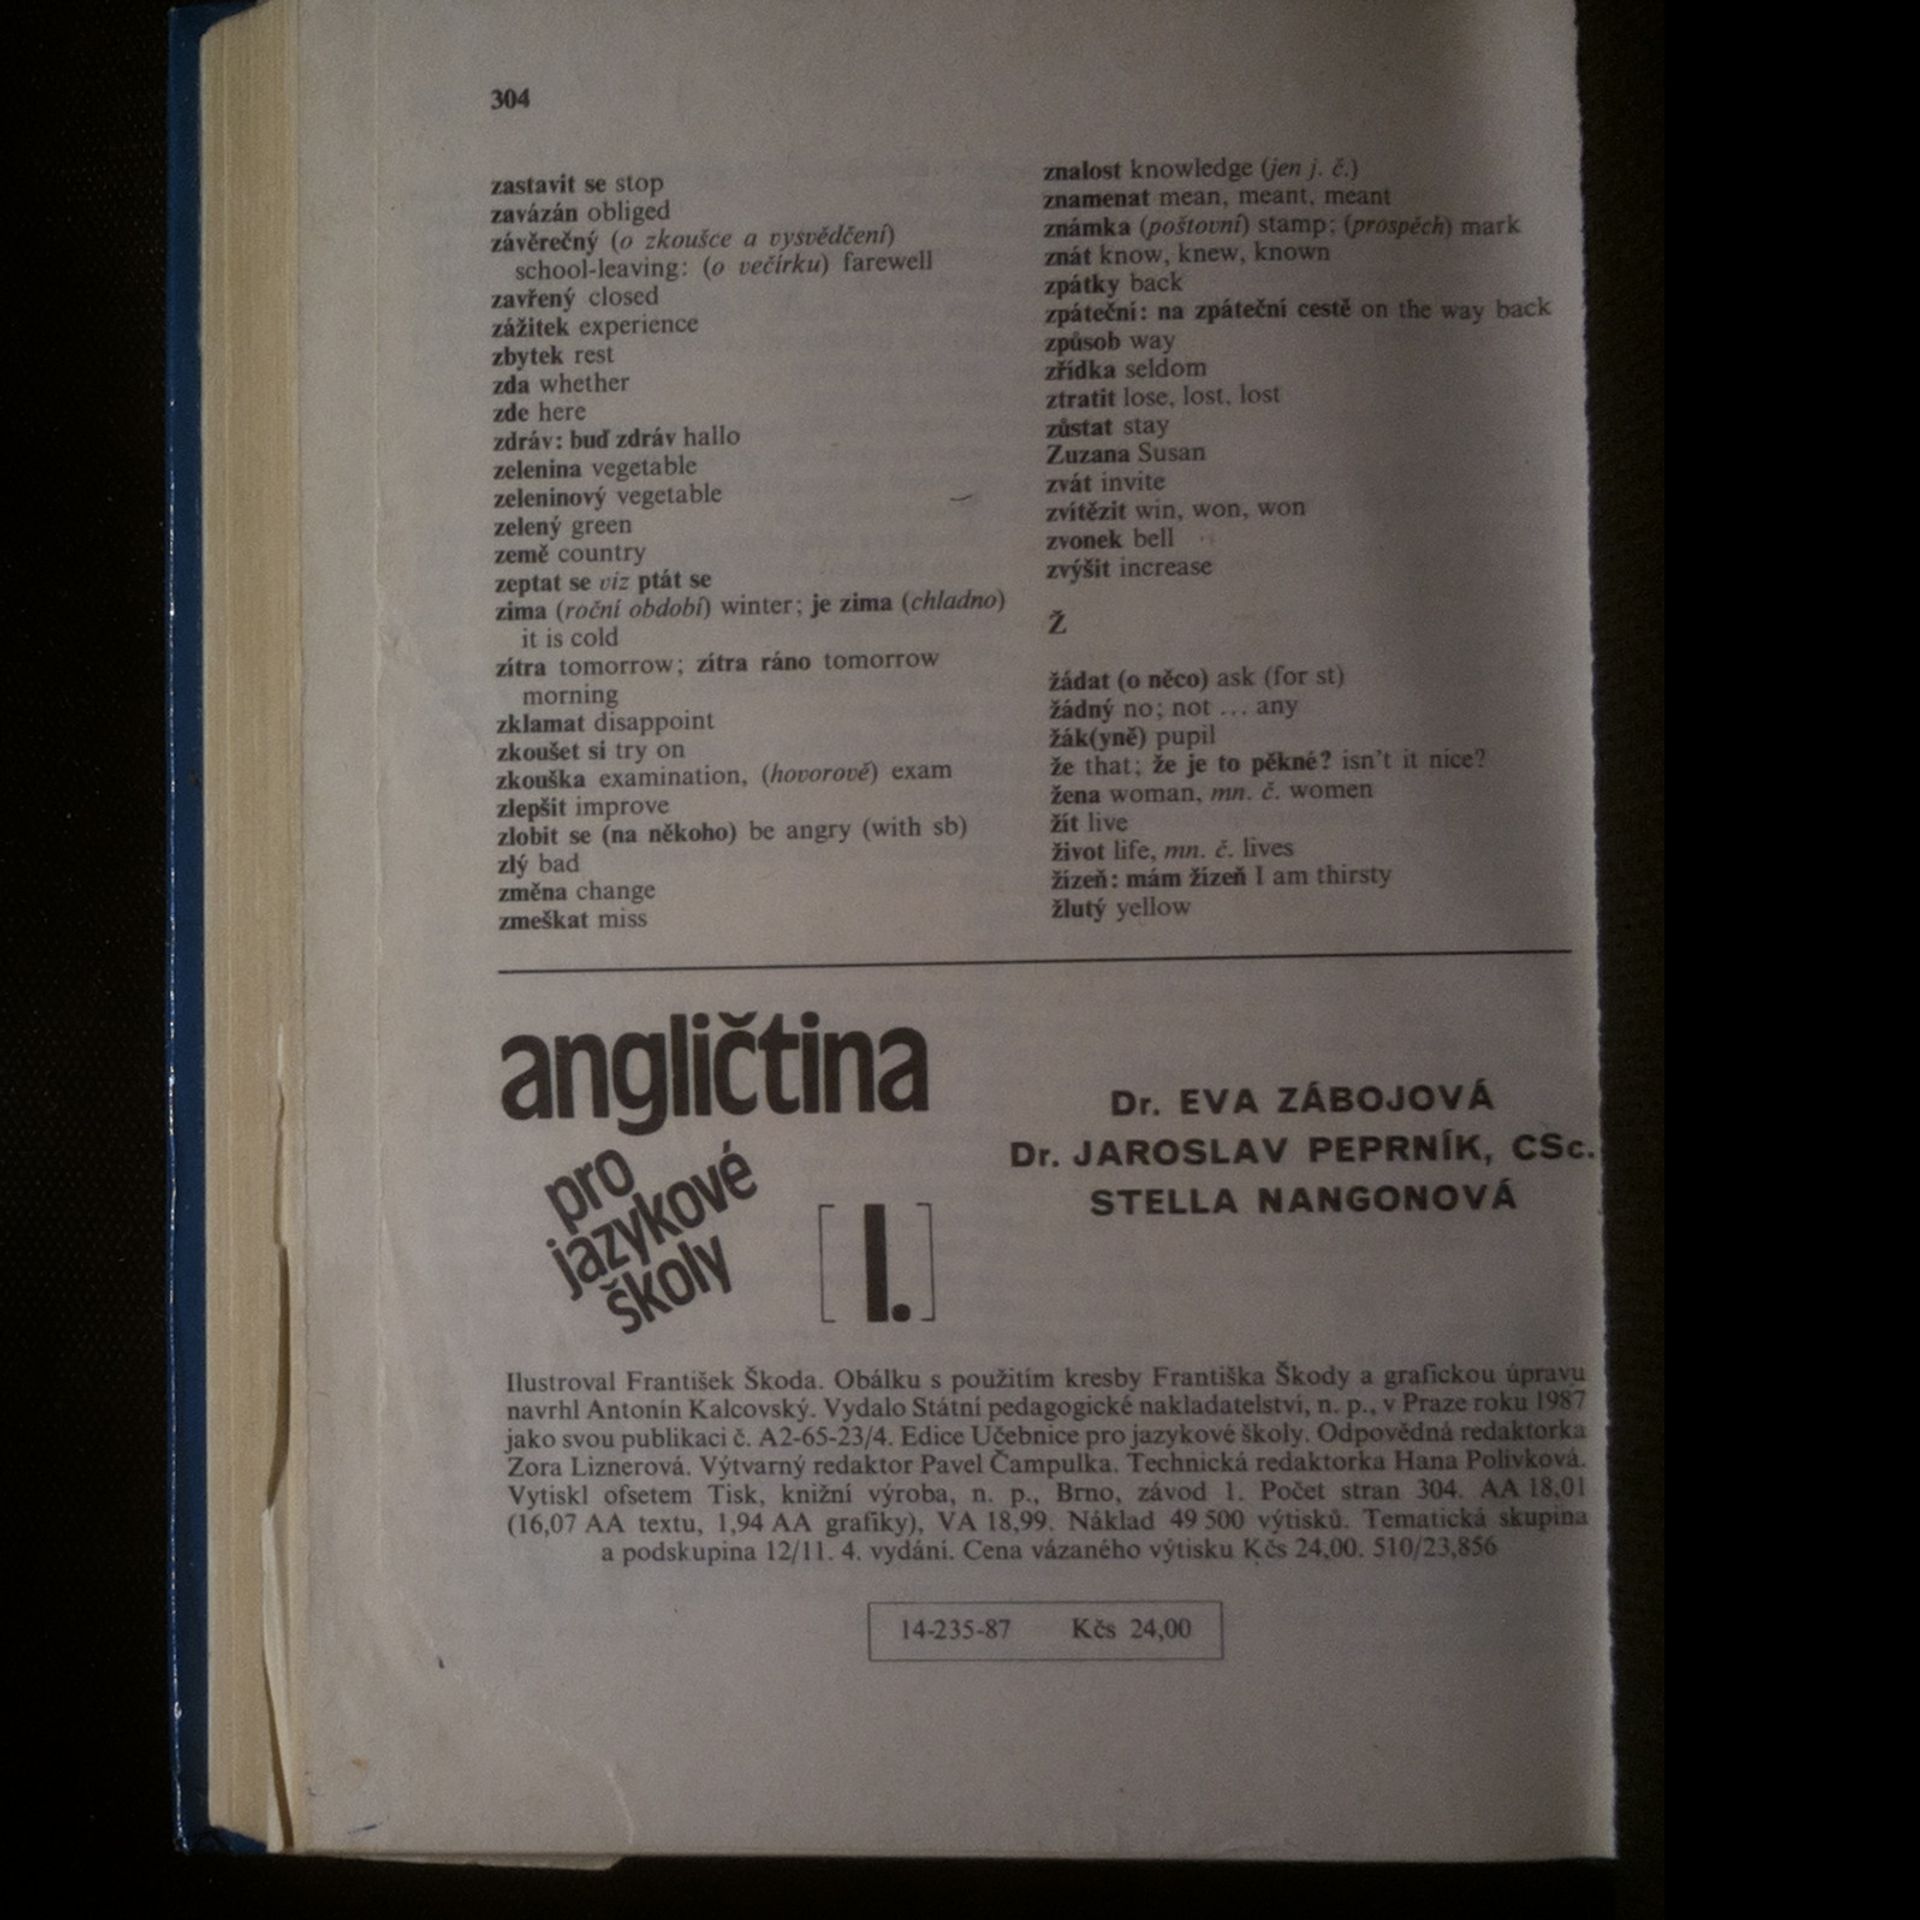 304
zastavit se stop
zavázán obliged
závěrečný (o zkoušce a vysvědčení)
school-leaving: (o večírku) farewell
zavřený closed
zážitek experience
zbytek rest
zda whether
zde here
zdráv: buď zdráv hallo
zelenina vegetable
zeleninový vegetable
zelený green
země country
zeptat se viz ptát se
zima (roční období) winter; je zima (chladno)
it is cold
zítra tomorrow; zítra ráno tomorrow
morning
zklamat disappoint
zkoušet si try on
zkouška examination, (hovorově) exam
zlepšit improve
zlobit se (na někoho) be angry (with sb)
zlý bad
změna change
zmeškat miss
znalost knowledge (jen j. č.)
znamenat mean, meant, meant
známka (poštovní) stamp; (prospěch) mark
znát know, knew, known
zpátky back
zpáteční: na zpáteční cestě on the way back
způsob way
zřídka seldom
ztratit lose, lost, lost
zůstat stay
Zuzana Susan
zvát invite
zvítězit win, won, won
zvonek bell
zvýšit increase
Ž
žádat (o něco) ask (for st)
žádný no; not ... any
žák(yně) pupil
že that; že je to pěkné? isn't it nice?
žena woman, mn. č. women
žít live
život life, mn. č. lives
žízeň: mám žízeň I am thirsty
žlutý yellow
angličtina
pro
jazykové
školy
[I.]
Dr. EVA ZÁBOJOVÁ
Dr. JAROSLAV PEPRNÍK, CSc.
STELLA NANGONOVÁ
Ilustroval František Škoda. Obálku s použitím kresby Františka Škody a grafickou úpravu
navrhl Antonín Kalcovský. Vydalo Státní pedagogické nakladatelství, n. p., v Praze roku 1987
jako svou publikaci č. A2-65-23/4. Edice Učebnice pro jazykové školy. Odpovědná redaktorka
Zora Liznerová. Výtvarný redaktor Pavel Čampulka. Technická redaktorka Hana Polívková.
Vytiskl ofsetem Tisk, knižní výroba, n. p., Brno, závod 1. Počet stran 304. AA 18,01
(16,07 AA textu, 1,94 AA grafiky), VA 18,99. Náklad 49 500 výtisků. Tematická skupina
a podskupina 12/11. 4. vydání. Cena vázaného výtisku Kčs 24,00. 510/23,856
14-235-87 Kčs 24,00